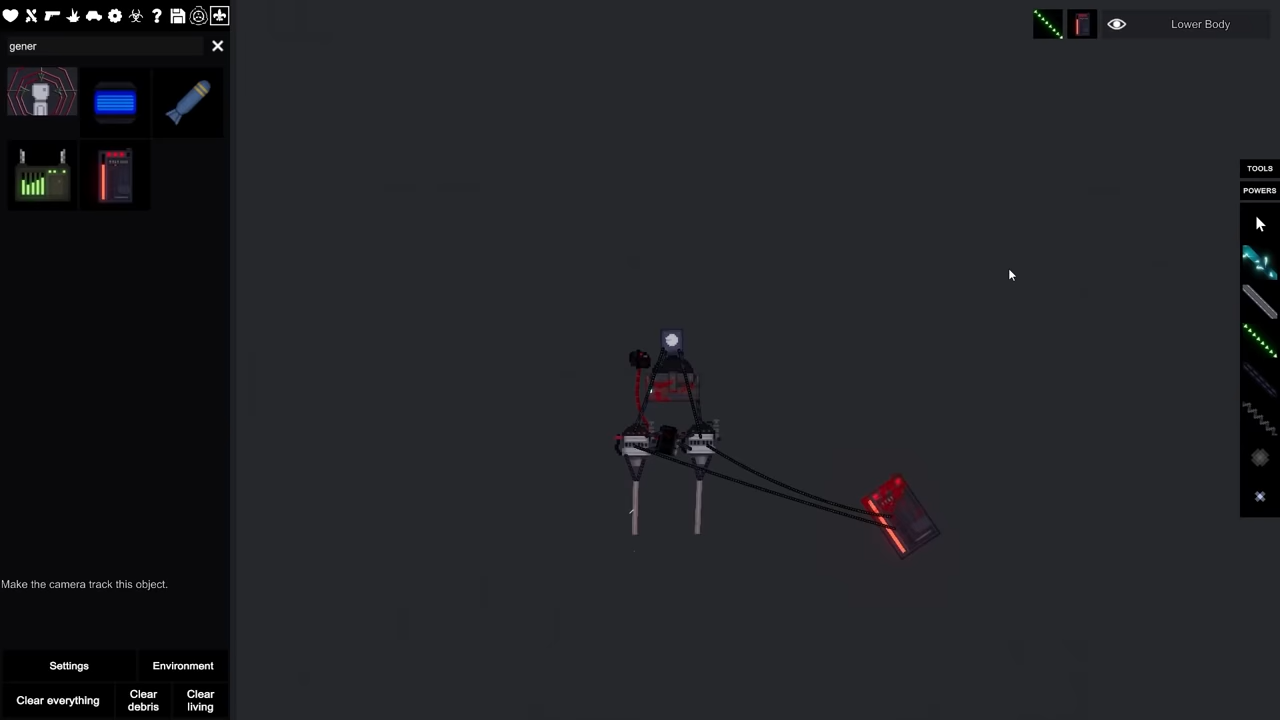 gener
Lower Body
TOOLS
POWERS
Make the camera track this object.
Settings
Environment
Clear everything
Clear debris
Clear living